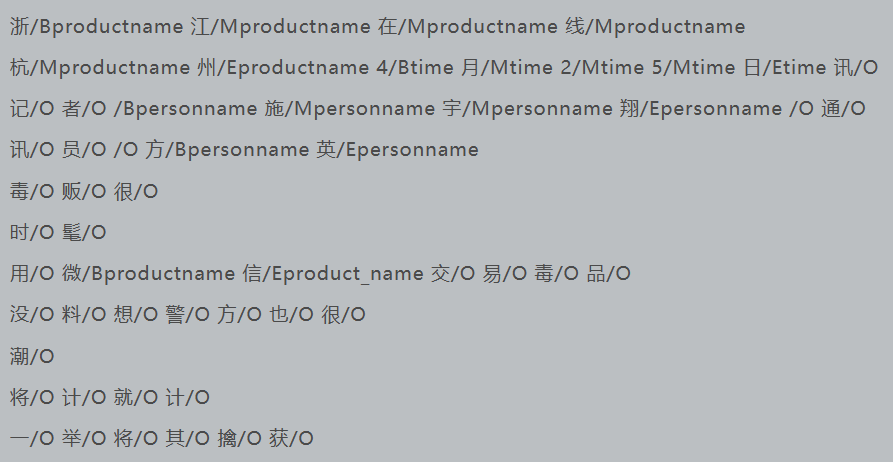 浙/Bproductname 江/Mproductname 在/Mproductname 线/Mproductname
杭/Mproductname 州/Eproductname 4/Btime 月/Mtime 2/Mtime 5/Mtime 日/Etime 讯/O
记/O 者/O /Bpersonname 施/Mpersonname 宇/Mpersonname 翔/Epersonname /O 通/O
讯/O 员/O /O 方/Bpersonname 英/Epersonname
毒/O 贩/O 很/O
时/O 髦/O
用/O 微/Bproductname 信/Eproduct_name 交/O 易/O 毒/O 品/O
没/O 料/O 想/O 警/O 方/O 也/O 很/O
潮/O
将/O 计/O 就/O 计/O
一/O 举/O 将/O 其/O 擒/O 获/O